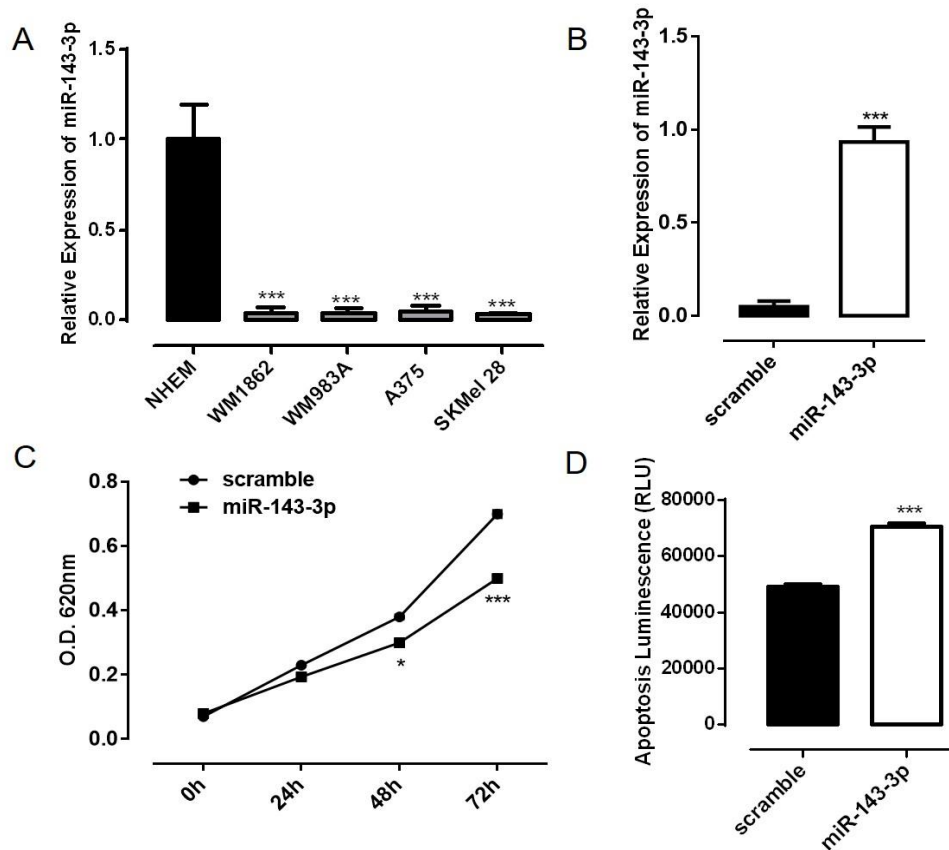 A
Relative Expression of miR-143-3p
1.5
1.0
0.5
0.0
***
***
***
***
NHEM
WM1862
WM983A
A375
SKMel 28
B
Relative Expression of miR-143-3p
1.5
1.0
0.5
0.0
***
scramble
miR-143-3p
C
scramble
miR-143-3p
O.D. 620nm
0.8
0.6
0.4
0.2
0.0
*
***
0h
24h
48h
72h
D
Apoptosis Luminescence (RLU)
80000
60000
40000
20000
0
***
scramble
miR-143-3p